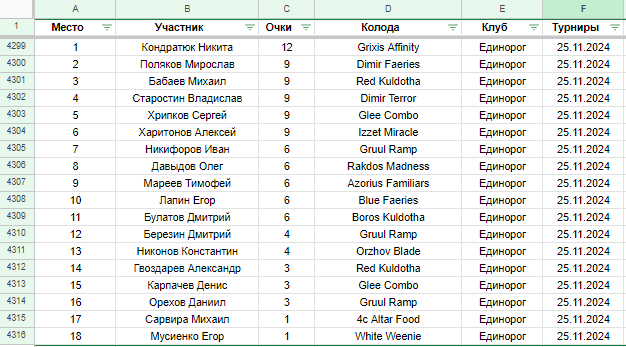 A B C D E F
1 Место Участник Очки Колода Клуб Турниры
4299 1 Кондратюк Никита 12 Grixis Affinity Единорог 25.11.2024
4300 2 Поляков Мирослав 9 Dimir Faeries Единорог 25.11.2024
4301 3 Бабаев Михаил 9 Red Kuldotha Единорог 25.11.2024
4302 4 Старостин Владислав 9 Dimir Terror Единорог 25.11.2024
4303 5 Хрипков Сергей 9 Glee Combo Единорог 25.11.2024
4304 6 Харитонов Алексей 9 Izzet Miracle Единорог 25.11.2024
4305 7 Никифоров Иван 6 Gruul Ramp Единорог 25.11.2024
4306 8 Давыдов Олег 6 Rakdos Madness Единорог 25.11.2024
4307 9 Мареев Тимофей 6 Azorius Familiars Единорог 25.11.2024
4308 10 Лапин Егор 6 Blue Faeries Единорог 25.11.2024
4309 11 Булатов Дмитрий 6 Boros Kuldotha Единорог 25.11.2024
4310 12 Березин Дмитрий 4 Gruul Ramp Единорог 25.11.2024
4311 13 Никонов Константин 4 Orzhov Blade Единорог 25.11.2024
4312 14 Гвоздарев Александр 3 Red Kuldotha Единорог 25.11.2024
4313 15 Карпачев Денис 3 Glee Combo Единорог 25.11.2024
4314 16 Орехов Даниил 3 Gruul Ramp Единорог 25.11.2024
4315 17 Сарвира Михаил 1 4c Altar Food Единорог 25.11.2024
4316 18 Мусиенко Егор 1 White Weenie Единорог 25.11.2024